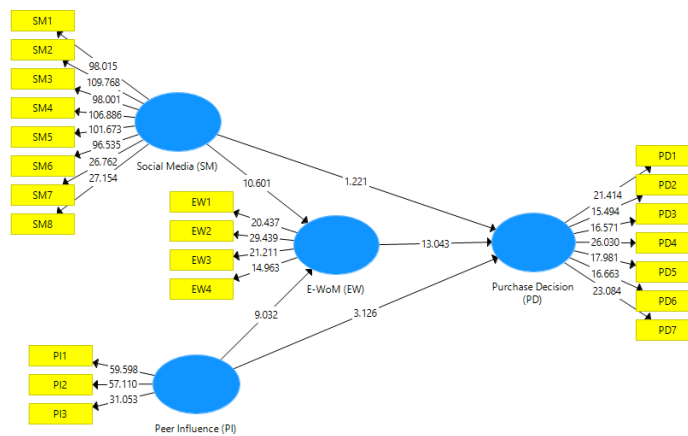 SM1
SM2
SM3
SM4
SM5
SM6
SM7
SM8
98.015
109.768
98.001
106.886
101.673
96.535
26.762
27.154
Social Media (SM)
10.601
1.221
EW1
EW2
EW3
EW4
20.437
29.439
21.211
14.963
E-WoM (EW)
13.043
9.032
3.126
PI1
PI2
PI3
59.598
57.110
31.053
Peer Influence (PI)
Purchase Decision
(PD)
21.414
15.494
16.571
26.030
17.981
16.663
23.084
PD1
PD2
PD3
PD4
PD5
PD6
PD7